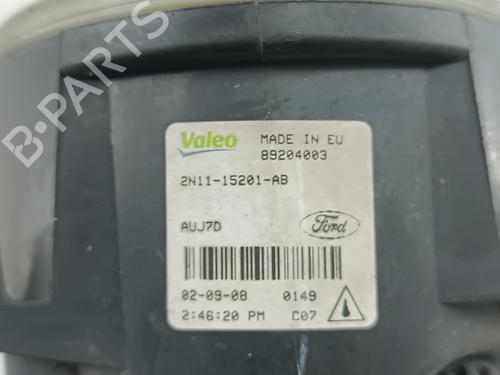 Valeo MADE IN EU
89204003
2N11-15201-AB
AUJ7D Ford
02-09-08 0149
2:46:20 PM C07
B-PARTS